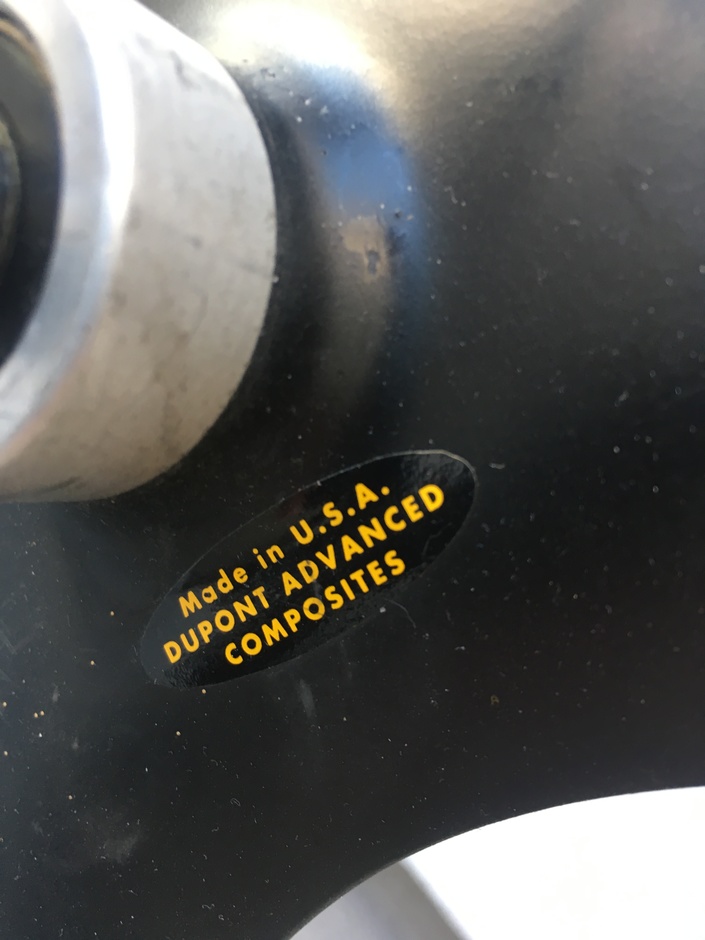 Made in U.S.A.
DUPONT ADVANCED
COMPOSITES